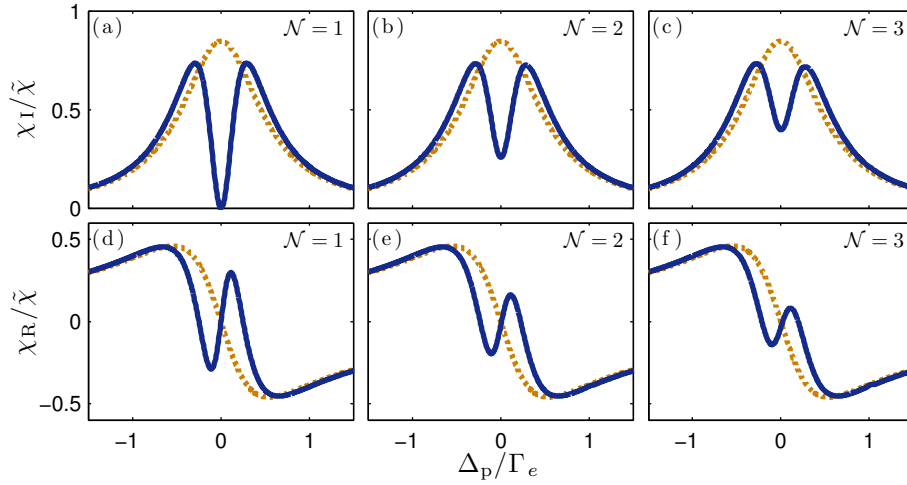 1
(a)
𝒩 = 1
(b)
𝒩 = 2
(c)
𝒩 = 3
χI/χ̃
0.5
0
0.5
(d)
𝒩 = 1
(e)
𝒩 = 2
(f)
𝒩 = 3
χR/χ̃
0
−0.5
−1 0 1
−1 0 1
−1 0 1
Δp/Γe